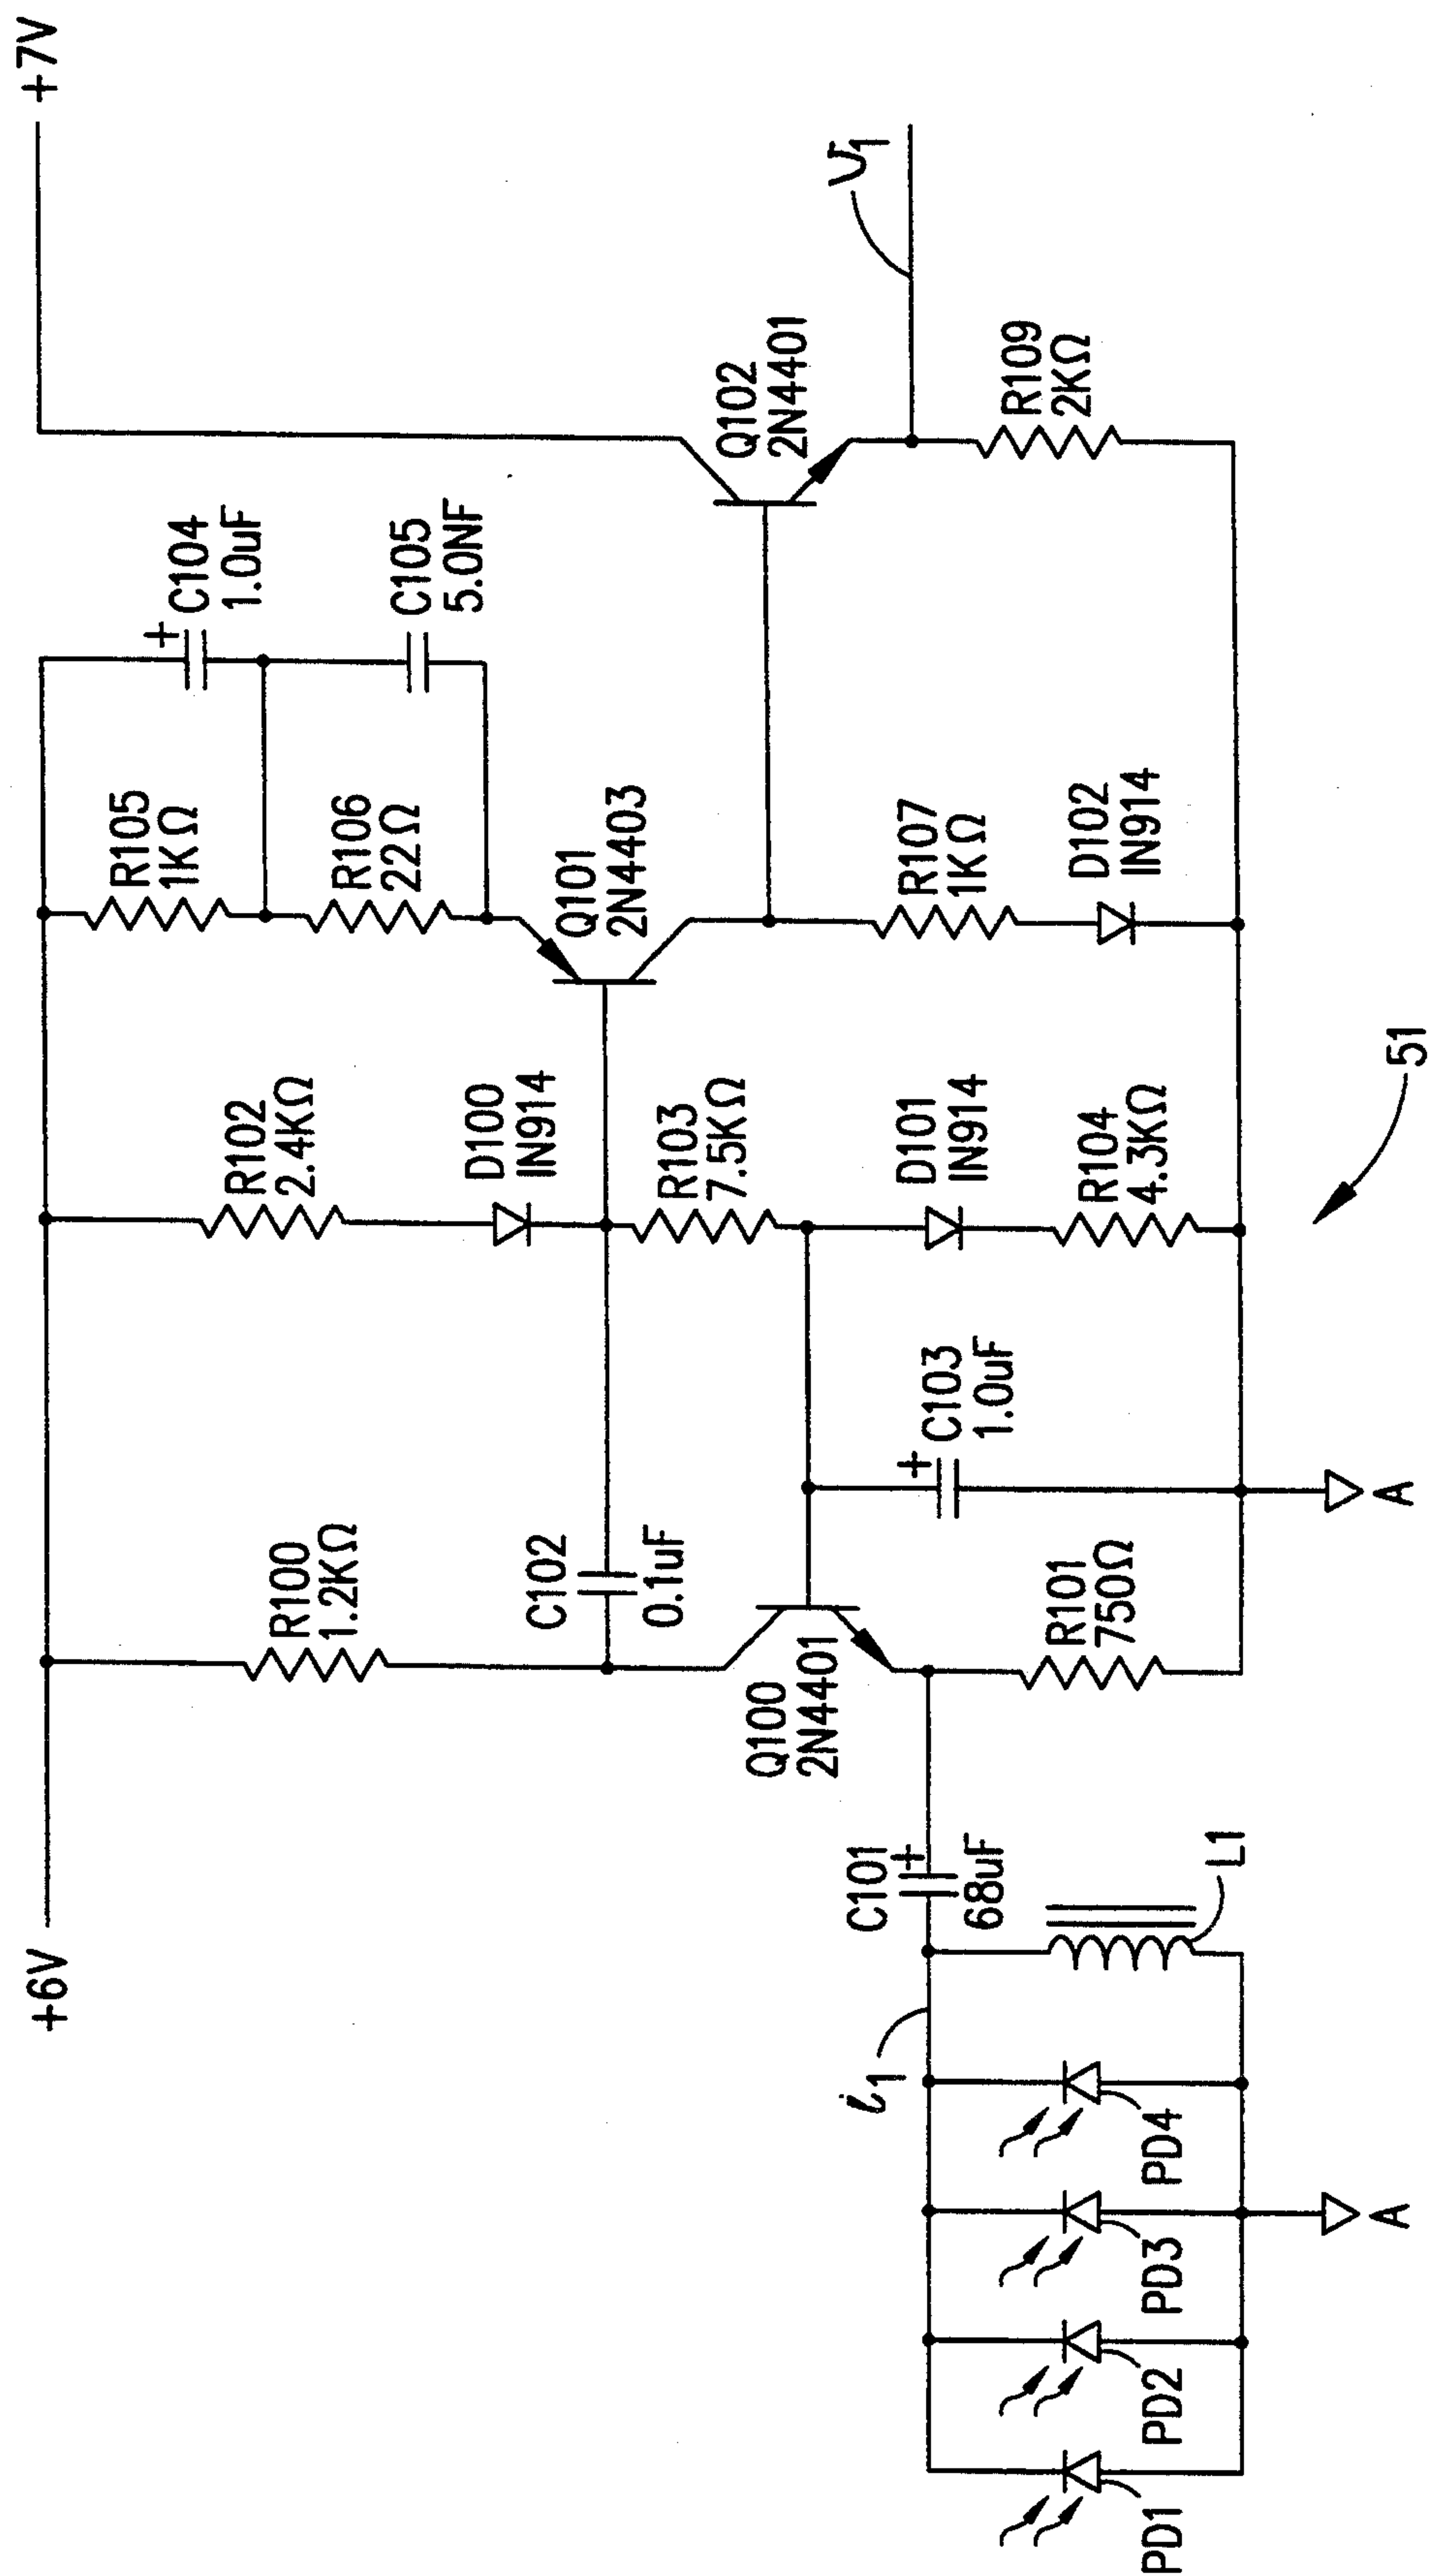 +6V
+7V
R100
1.2KΩ
R102
2.4KΩ
R105
1KΩ
C104
+
1.0uF
D100
IN914
R106
22Ω
C105
5.0NF
C102
0.1uF
Q101
2N4403
Q100
2N4401
R103
7.5KΩ
Q102
2N4401
C101
+
68uF
i1
C103
+
1.0uF
D101
IN914
R107
1KΩ
V1
R101
750Ω
R104
4.3KΩ
D102
IN914
R109
2KΩ
L1
PD1
PD2
PD3
PD4
A
A
51